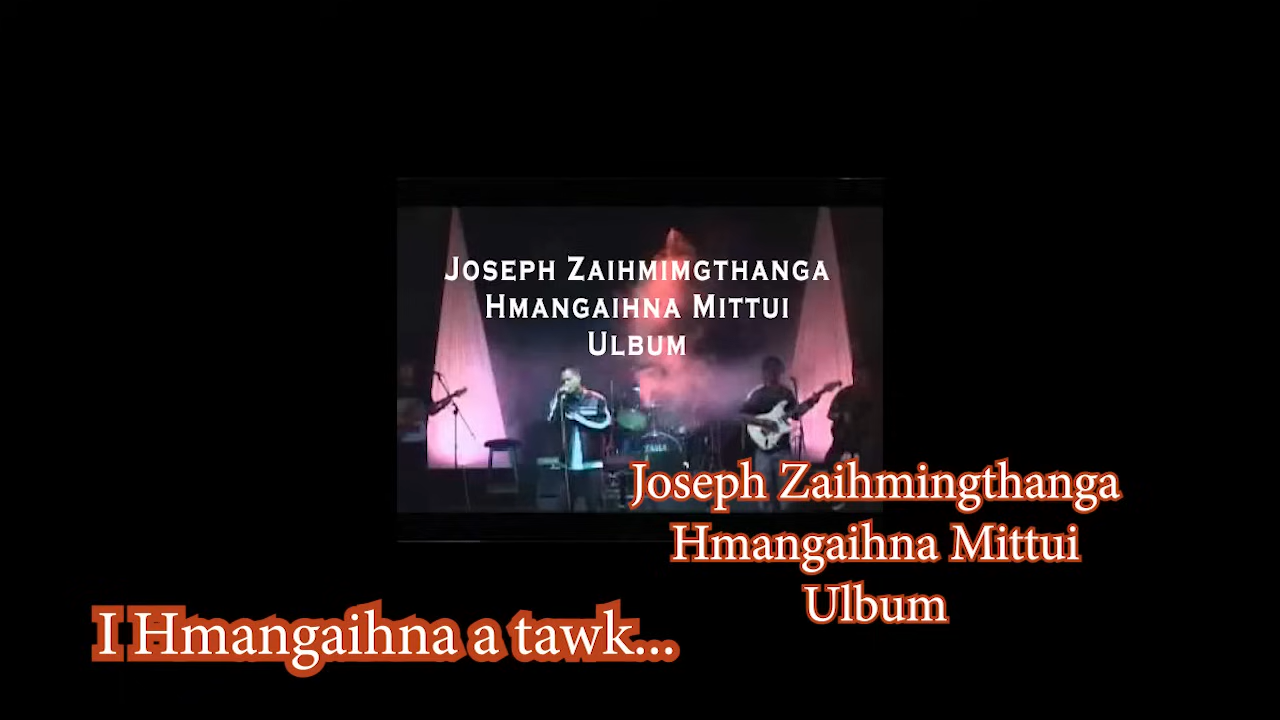 Joseph Zaihmimgthanga
Hmangaihna Mittui
Ulbum
Joseph Zaihmingthanga
Hmangaihna Mittui
Ulbum
I Hmangaihna a tawk...